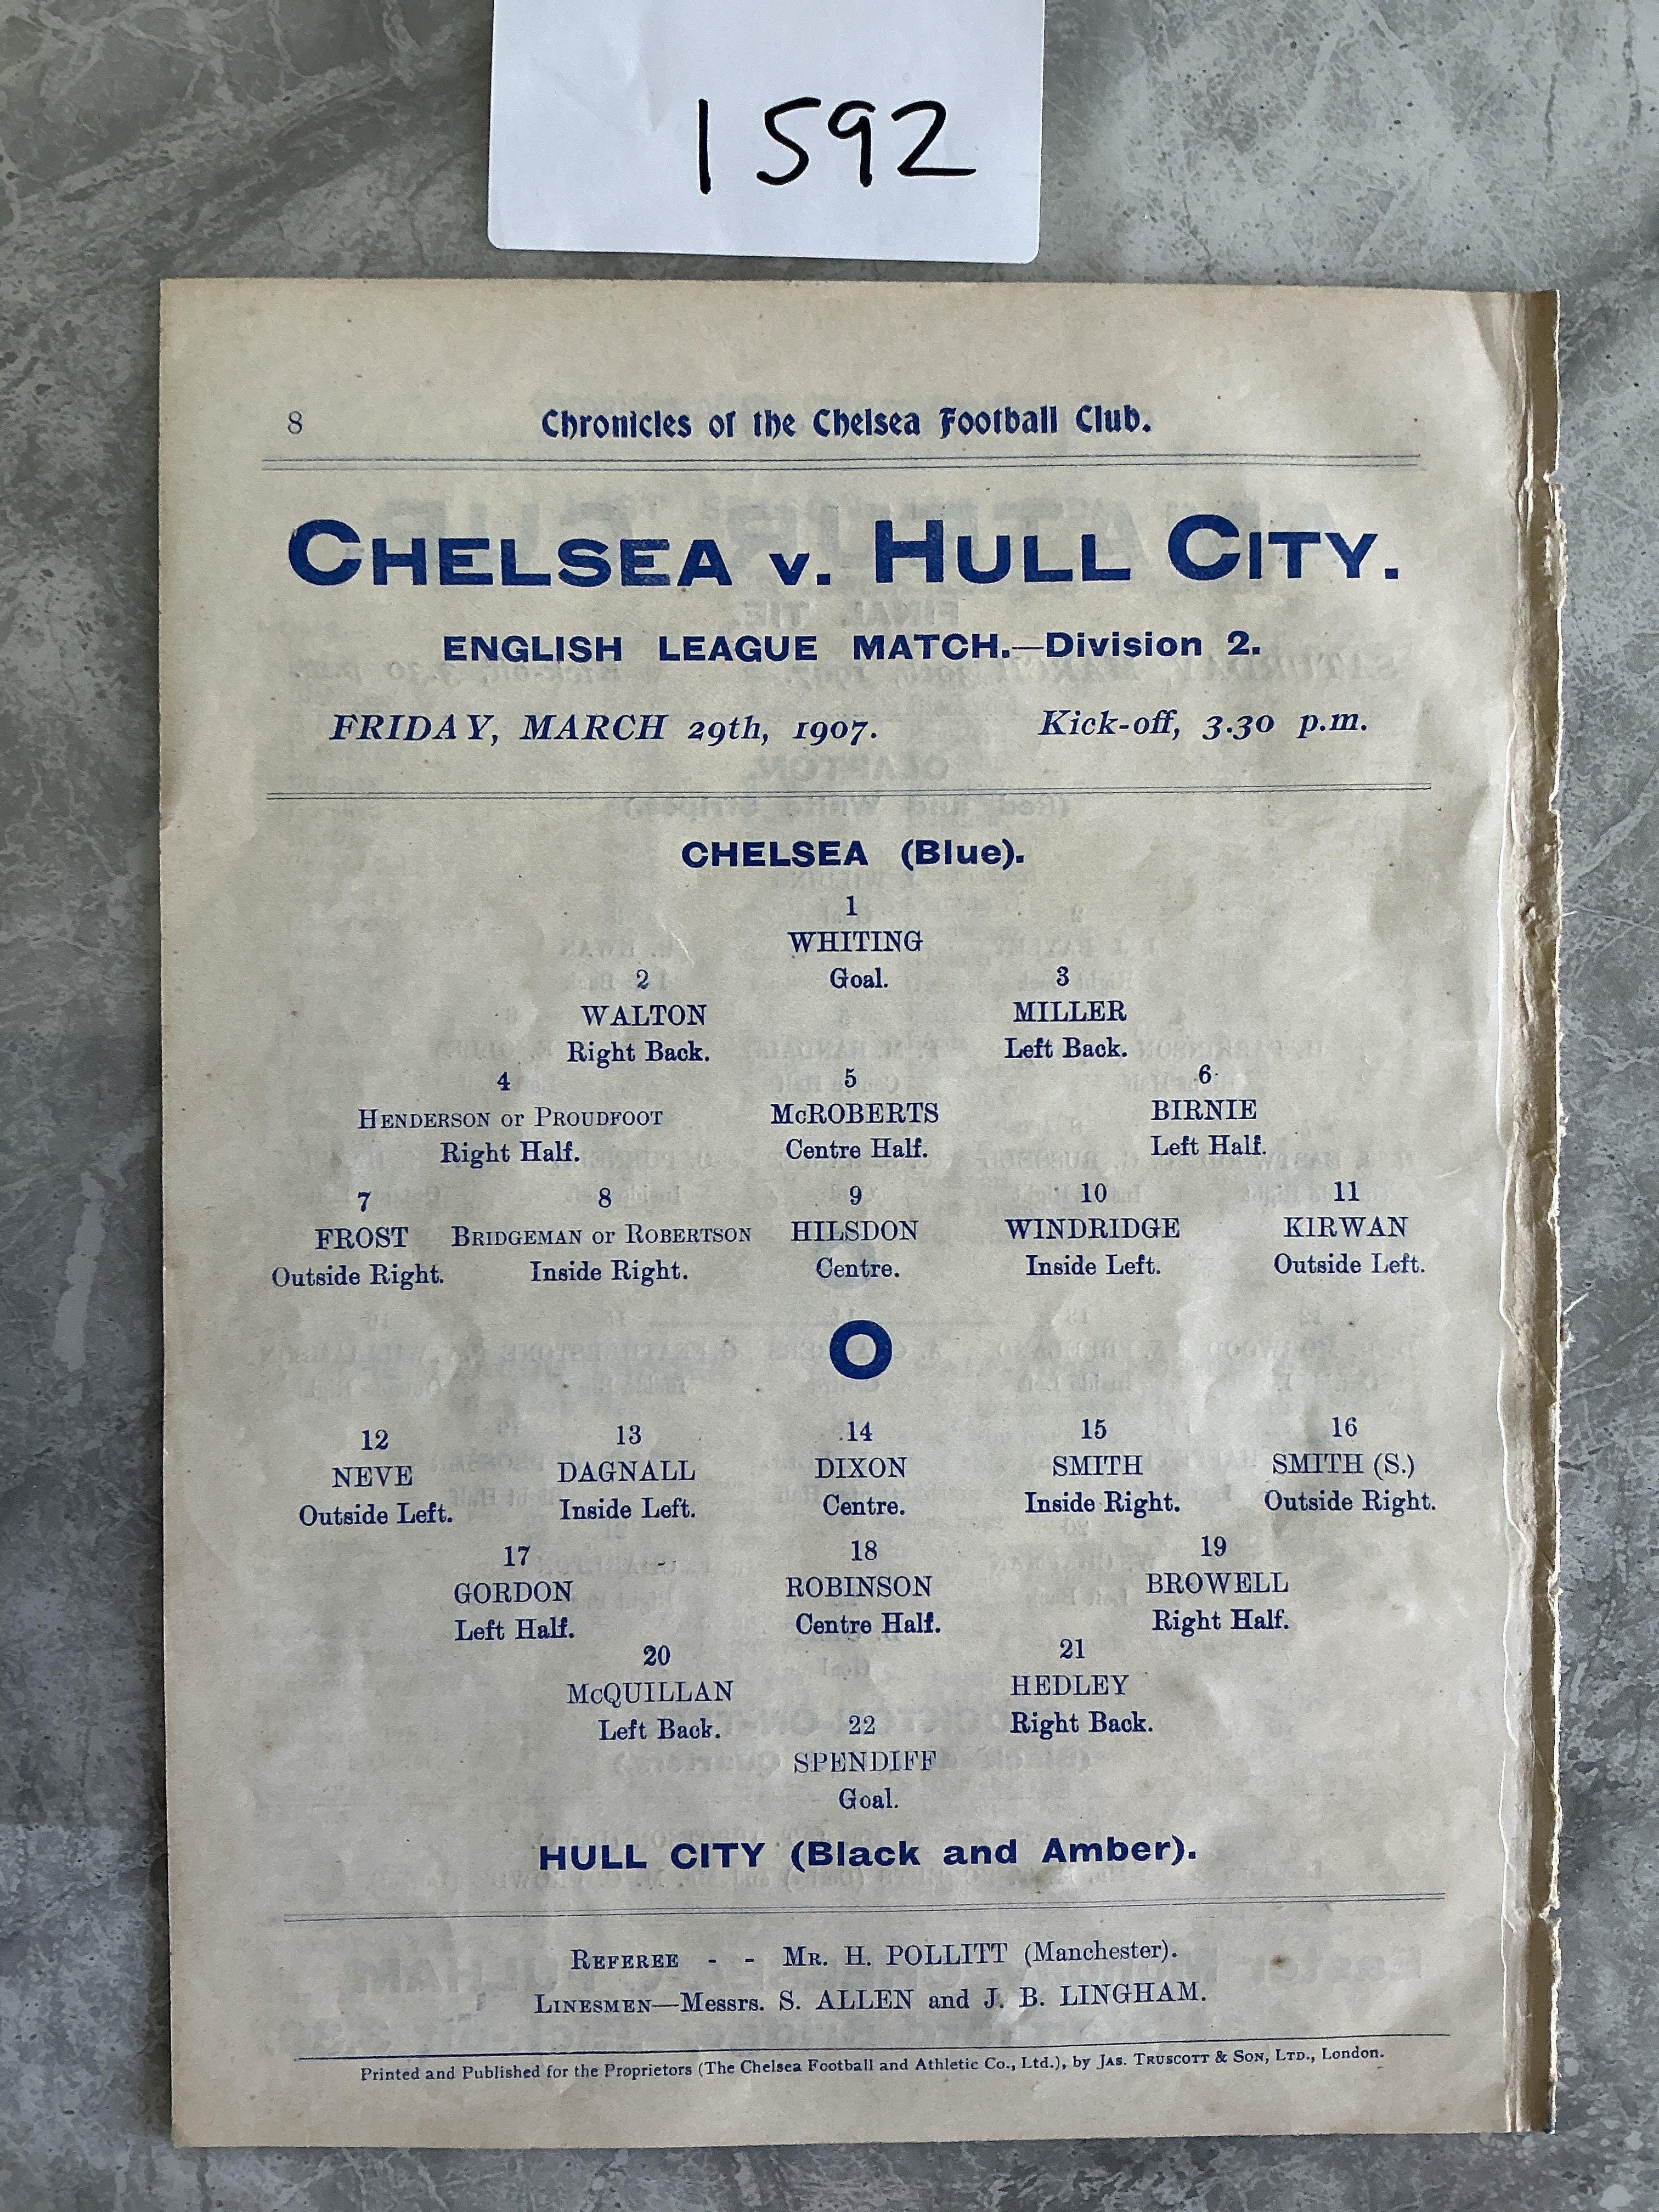 1592
8 Chronicles of the Chelsea Football Club.
CHELSEA v. HULL CITY.
ENGLISH LEAGUE MATCH.—Division 2.
FRIDAY, MARCH 29th, 1907. Kick-off, 3.30 p.m.
CHELSEA (Blue).
1
WHITING
Goal.
2 3
WALTON MILLER
Right Back. Left Back.
4 5 6
HENDERSON or PROUDFOOT McROBERTS BIRNIE
Right Half. Centre Half. Left Half.
7 8 9 10 11
FROST BRIDGEMAN or ROBERTSON HILSDON WINDRIDGE KIRWAN
Outside Right. Inside Right. Centre. Inside Left. Outside Left.
O
12 13 14 15 16
NEVE DAGNALL DIXON SMITH SMITH (S.)
Outside Left. Inside Left. Centre. Inside Right. Outside Right.
17 18 19
GORDON ROBINSON BROWELL
Left Half. Centre Half. Right Half.
20 21
McQUILLAN HEDLEY
Left Back. Right Back.
22
SPENDIFF
Goal.
HULL CITY (Black and Amber).
REFEREE - - MR. H. POLLITT (Manchester).
LINESMEN—Messrs. S. ALLEN and J. B. LINGHAM.
Printed and Published for the Proprietors (The Chelsea Football and Athletic Co., Ltd.), by JAS. TRUSCOTT & SON, LTD., London.